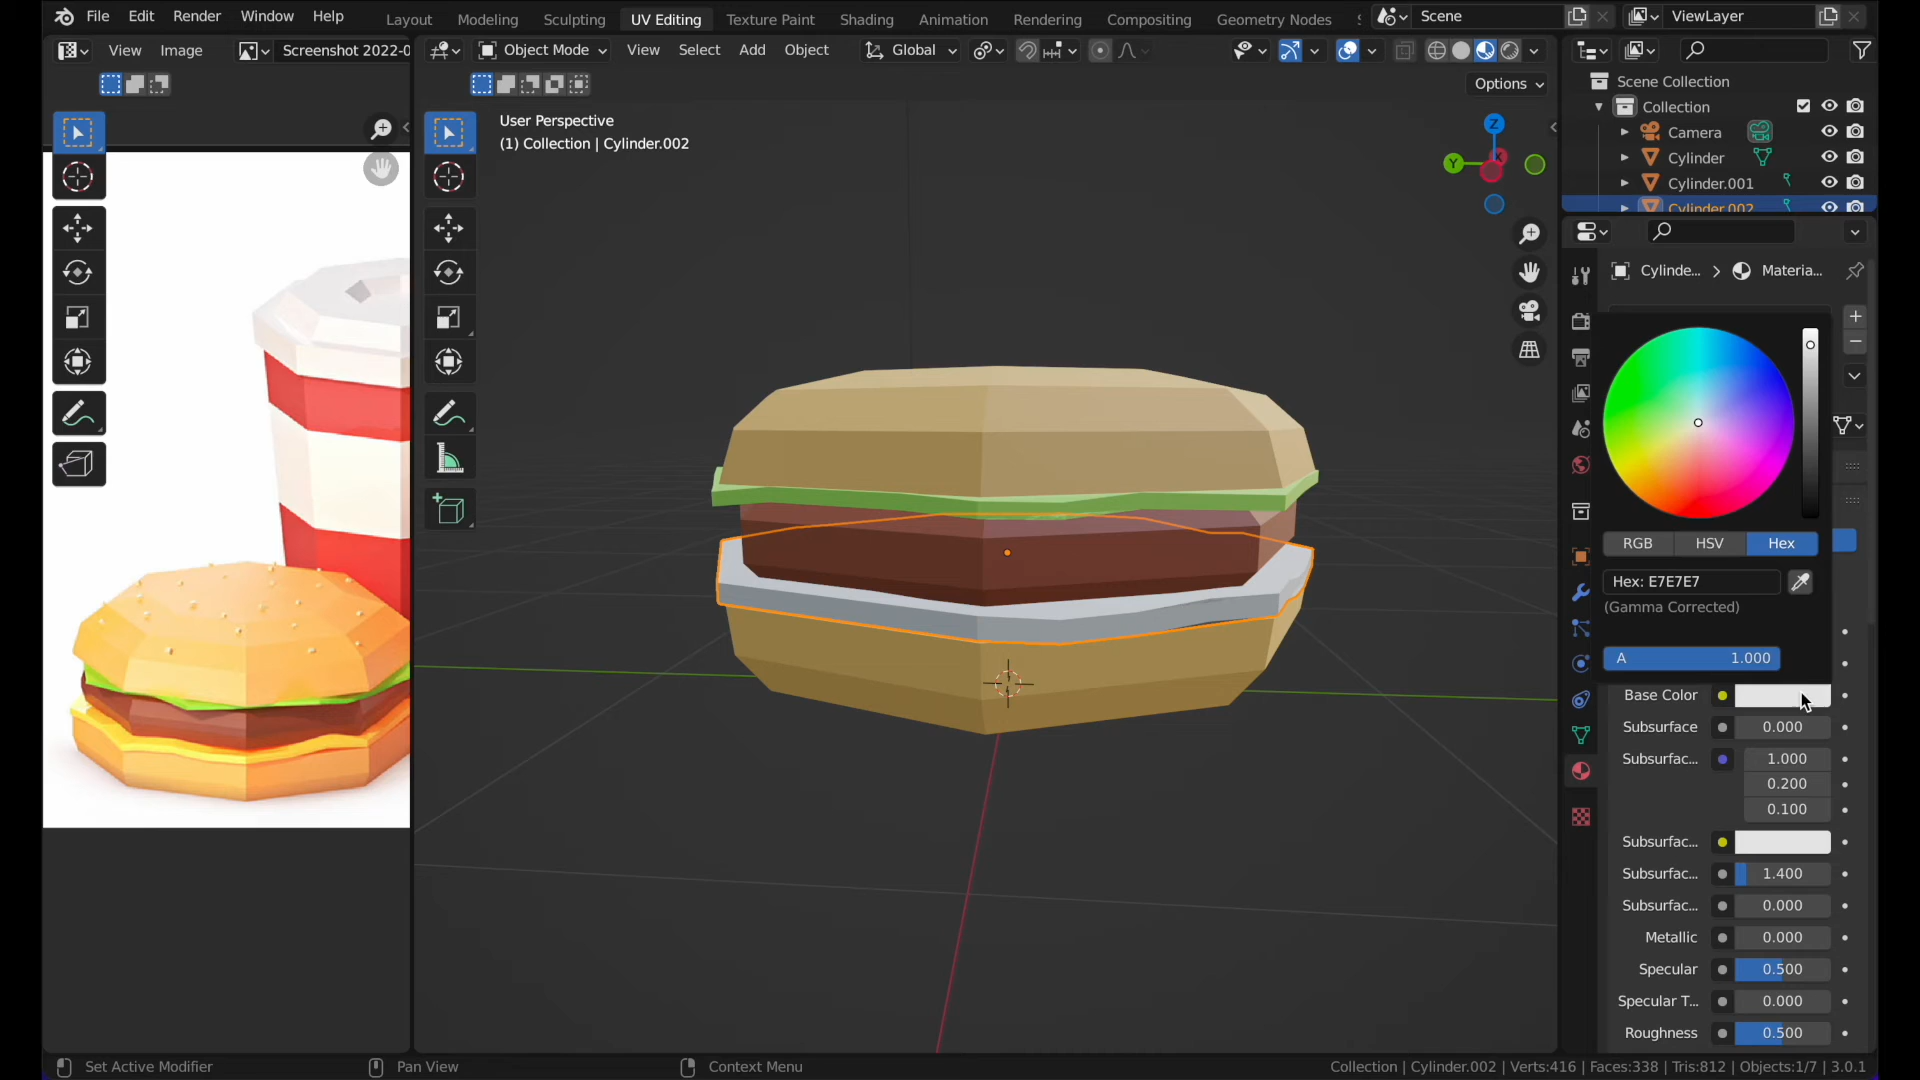 File Edit Render Window Help Layout Modeling Sculpting UV Editing Texture Paint Shading Animation Rendering Compositing Geometry Nodes Scene ViewLayer
View Image Screenshot 2022-0 Object Mode View Select Add Object Global
Options
User Perspective
(1) Collection | Cylinder.002
Z
Y
X
Scene Collection
Collection
Camera
Cylinder
Cylinder.001
Cylinder.002
Cylinde... Materia...
RGB HSV Hex
Hex: E7E7E7
(Gamma Corrected)
A 1.000
Base Color
Subsurface 0.000
Subsurfac... 1.000
0.200
0.100
Subsurfac...
Subsurfac... 1.400
Subsurfac... 0.000
Metallic 0.000
Specular 0.500
Specular T... 0.000
Roughness 0.500
Set Active Modifier Pan View Context Menu Collection | Cylinder.002 | Verts:416 | Faces:338 | Tris:812 | Objects:1/7 | 3.0.1